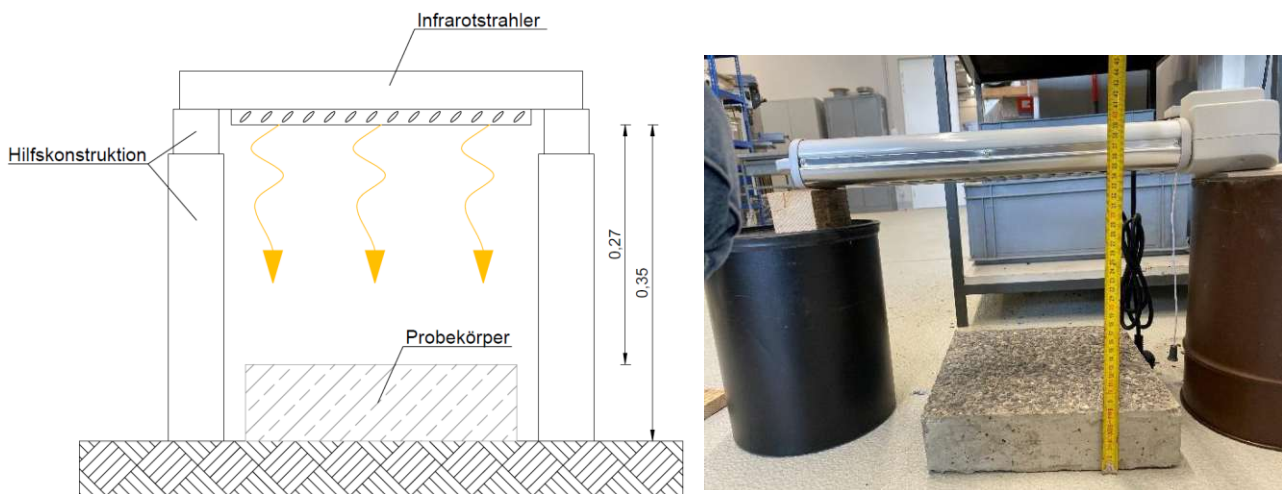 Infrarotstrahler
Hilfskonstruktion
0,27
0,35
Probekörper